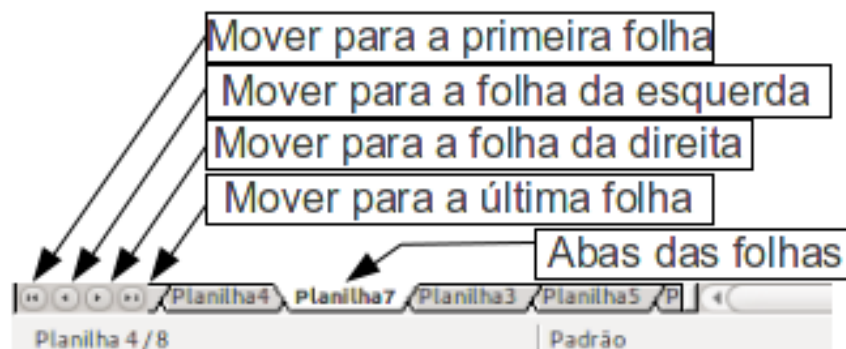 Mover para a primeira folha
Mover para a folha da esquerda
Mover para a folha da direita
Mover para a última folha
Abas das folhas
Planilha4 Planilha7 Planilha3 Planilha5 P
Planilha 4 / 8 Padrão